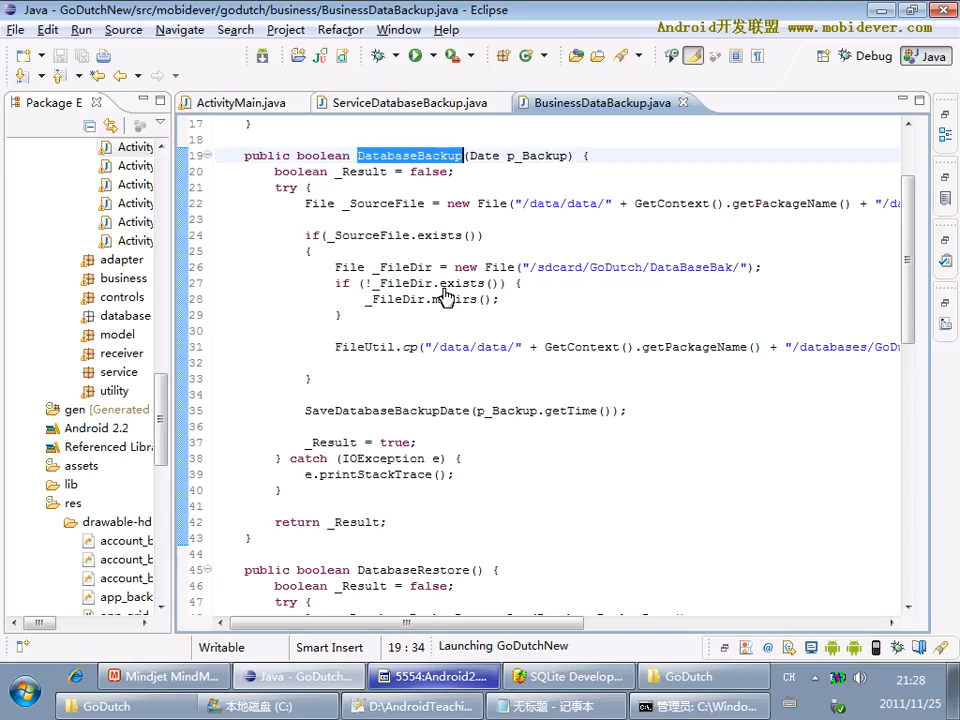 Java - GoDutchNew/src/mobidever/godutch/business/BusinessDataBackup.java - Eclipse
Android开发联盟 www.mobidever.com
File Edit Source Navigate Search Project Refactor Window Help
Debug Java
Package E
ActivityMain.java ServiceDatabaseBackup.java BusinessDataBackup.java
Activity
Activity
Activity
Activity
Activity
Activity
adapter
business
controls
database
model
receiver
service
utility
gen [Generated
Android 2.2
Referenced Libra
assets
lib
res
drawable-hd
account_b
account_b
account_b
app_back
17 }
18
19 public boolean DatabaseBackup(Date p_Backup) {
20 boolean _Result = false;
21 try {
22 File _SourceFile = new File("/data/data/" + GetContext().getPackageName() + "/da
23
24 if(_SourceFile.exists())
25 {
26 File _FileDir = new File("/sdcard/GoDutch/DataBaseBak/");
27 if (!_FileDir.exists()) {
28 _FileDir.mkdirs();
29 }
30
31 FileUtil.cp("/data/data/" + GetContext().getPackageName() + "/databases/GoDu
32
33 }
34
35 SaveDatabaseBackupDate(p_Backup.getTime());
36
37 _Result = true;
38 } catch (IOException e) {
39 e.printStackTrace();
40 }
41
42 return _Result;
43 }
44
45 public boolean DatabaseRestore() {
46 boolean _Result = false;
47 try {
Writable Smart Insert 19 : 34 Launching GoDutchNew
Mindjet MindM... Java - GoDutch... 5554:Android2.... SQLite Develop... GoDutch CH 21:28
GoDutch 本地磁盘 (C:) D:\AndroidTeachi... 无标题 - 记事本 管理员: C:\Windo... 2011/11/25